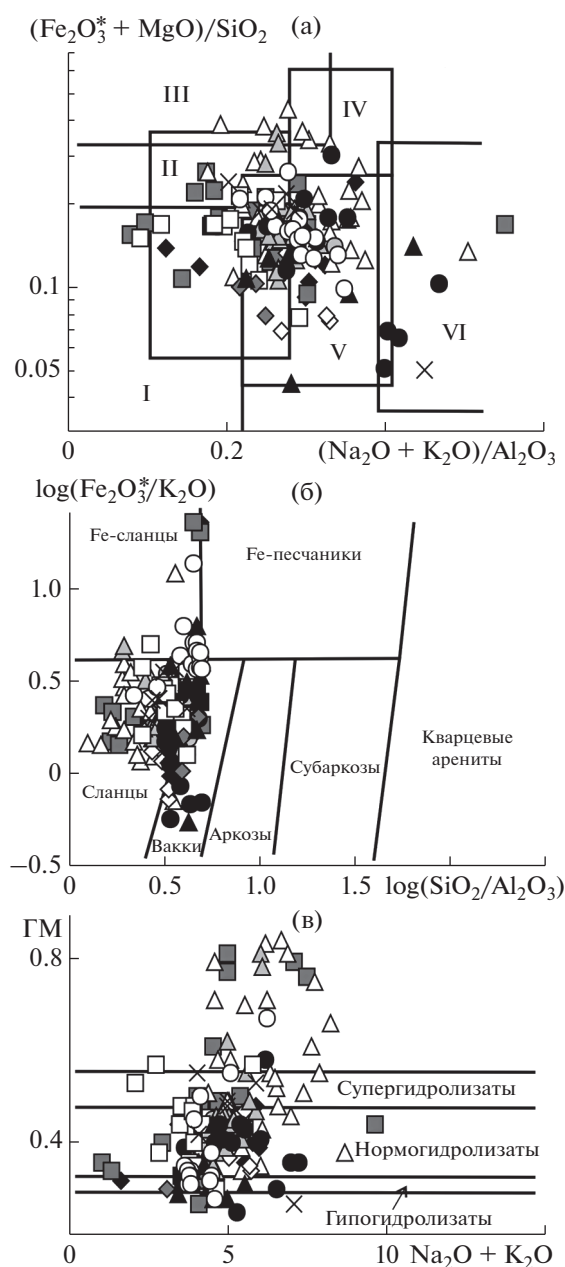 (Fe₂O₃* + MgO)/SiO₂ (а)
III
IV
II
0.2
0.1
V
VI
0.05
I
0 0.2 (Na₂O + K₂O)/Al₂O₃
log(Fe₂O₃*/K₂O) (б)
Fe-сланцы
Fe-песчаники
1.0
0.5
Кварцевые
арениты
Субаркозы
0
Сланцы
Вакки
Аркозы
−0.5
0 0.5 1.0 1.5 log(SiO₂/Al₂O₃)
ГМ (в)
0.8
Супергидролизаты
0.4
Нормогидролизаты
Гипогидролизаты
0 5 10 Na₂O + K₂O